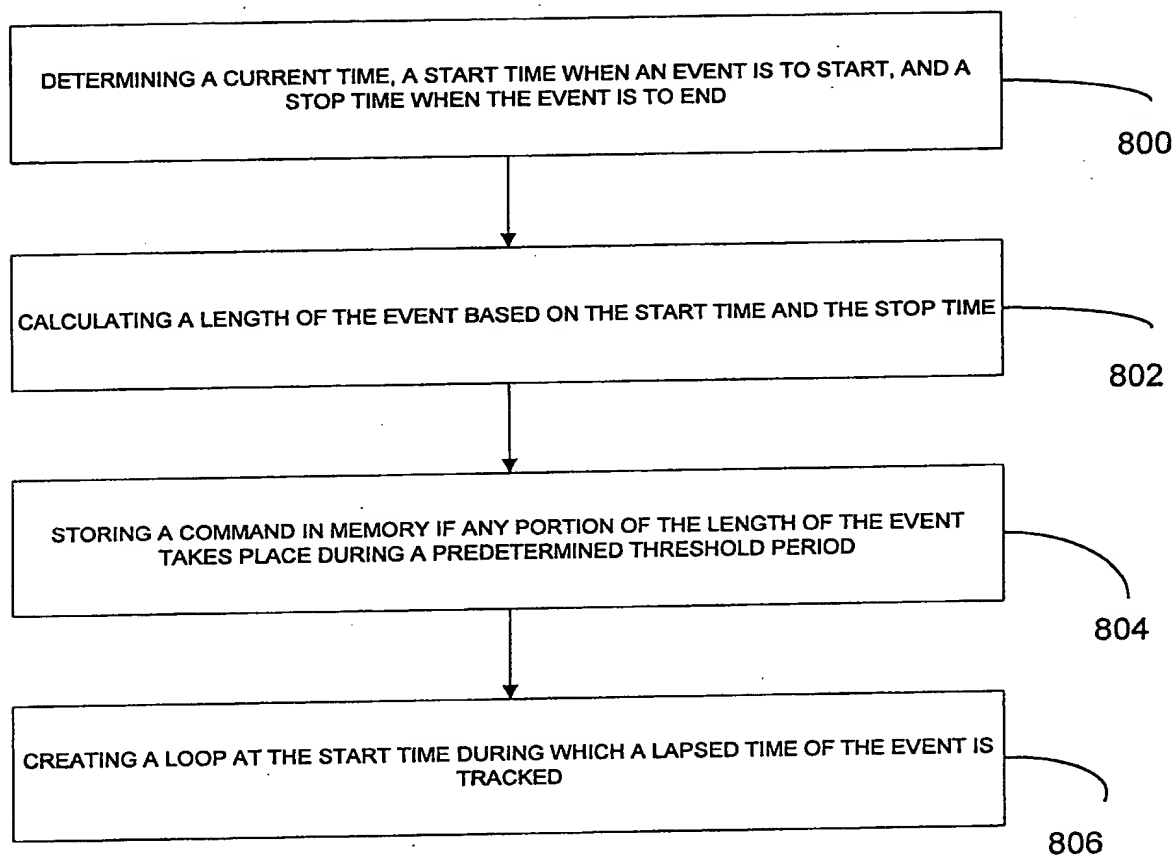 DETERMINING A CURRENT TIME, A START TIME WHEN AN EVENT IS TO START, AND A
STOP TIME WHEN THE EVENT IS TO END
800
CALCULATING A LENGTH OF THE EVENT BASED ON THE START TIME AND THE STOP TIME
802
STORING A COMMAND IN MEMORY IF ANY PORTION OF THE LENGTH OF THE EVENT
TAKES PLACE DURING A PREDETERMINED THRESHOLD PERIOD
804
CREATING A LOOP AT THE START TIME DURING WHICH A LAPSED TIME OF THE EVENT IS
TRACKED
806